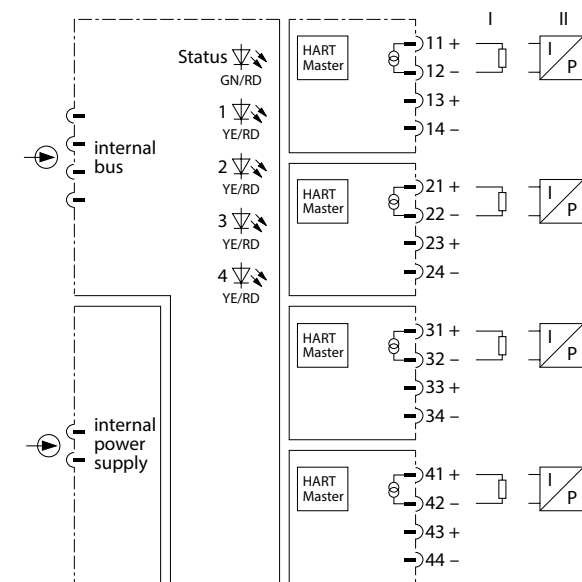 I II
Status
GN/RD
1
YE/RD
2
YE/RD
3
YE/RD
4
YE/RD
internal
bus
internal
power
supply
HART
Master
11 +
12 –
13 +
14 –
I
P
HART
Master
21 +
22 –
23 +
24 –
I
P
HART
Master
31 +
32 –
33 +
34 –
I
P
HART
Master
41 +
42 –
43 +
44 –
I
P